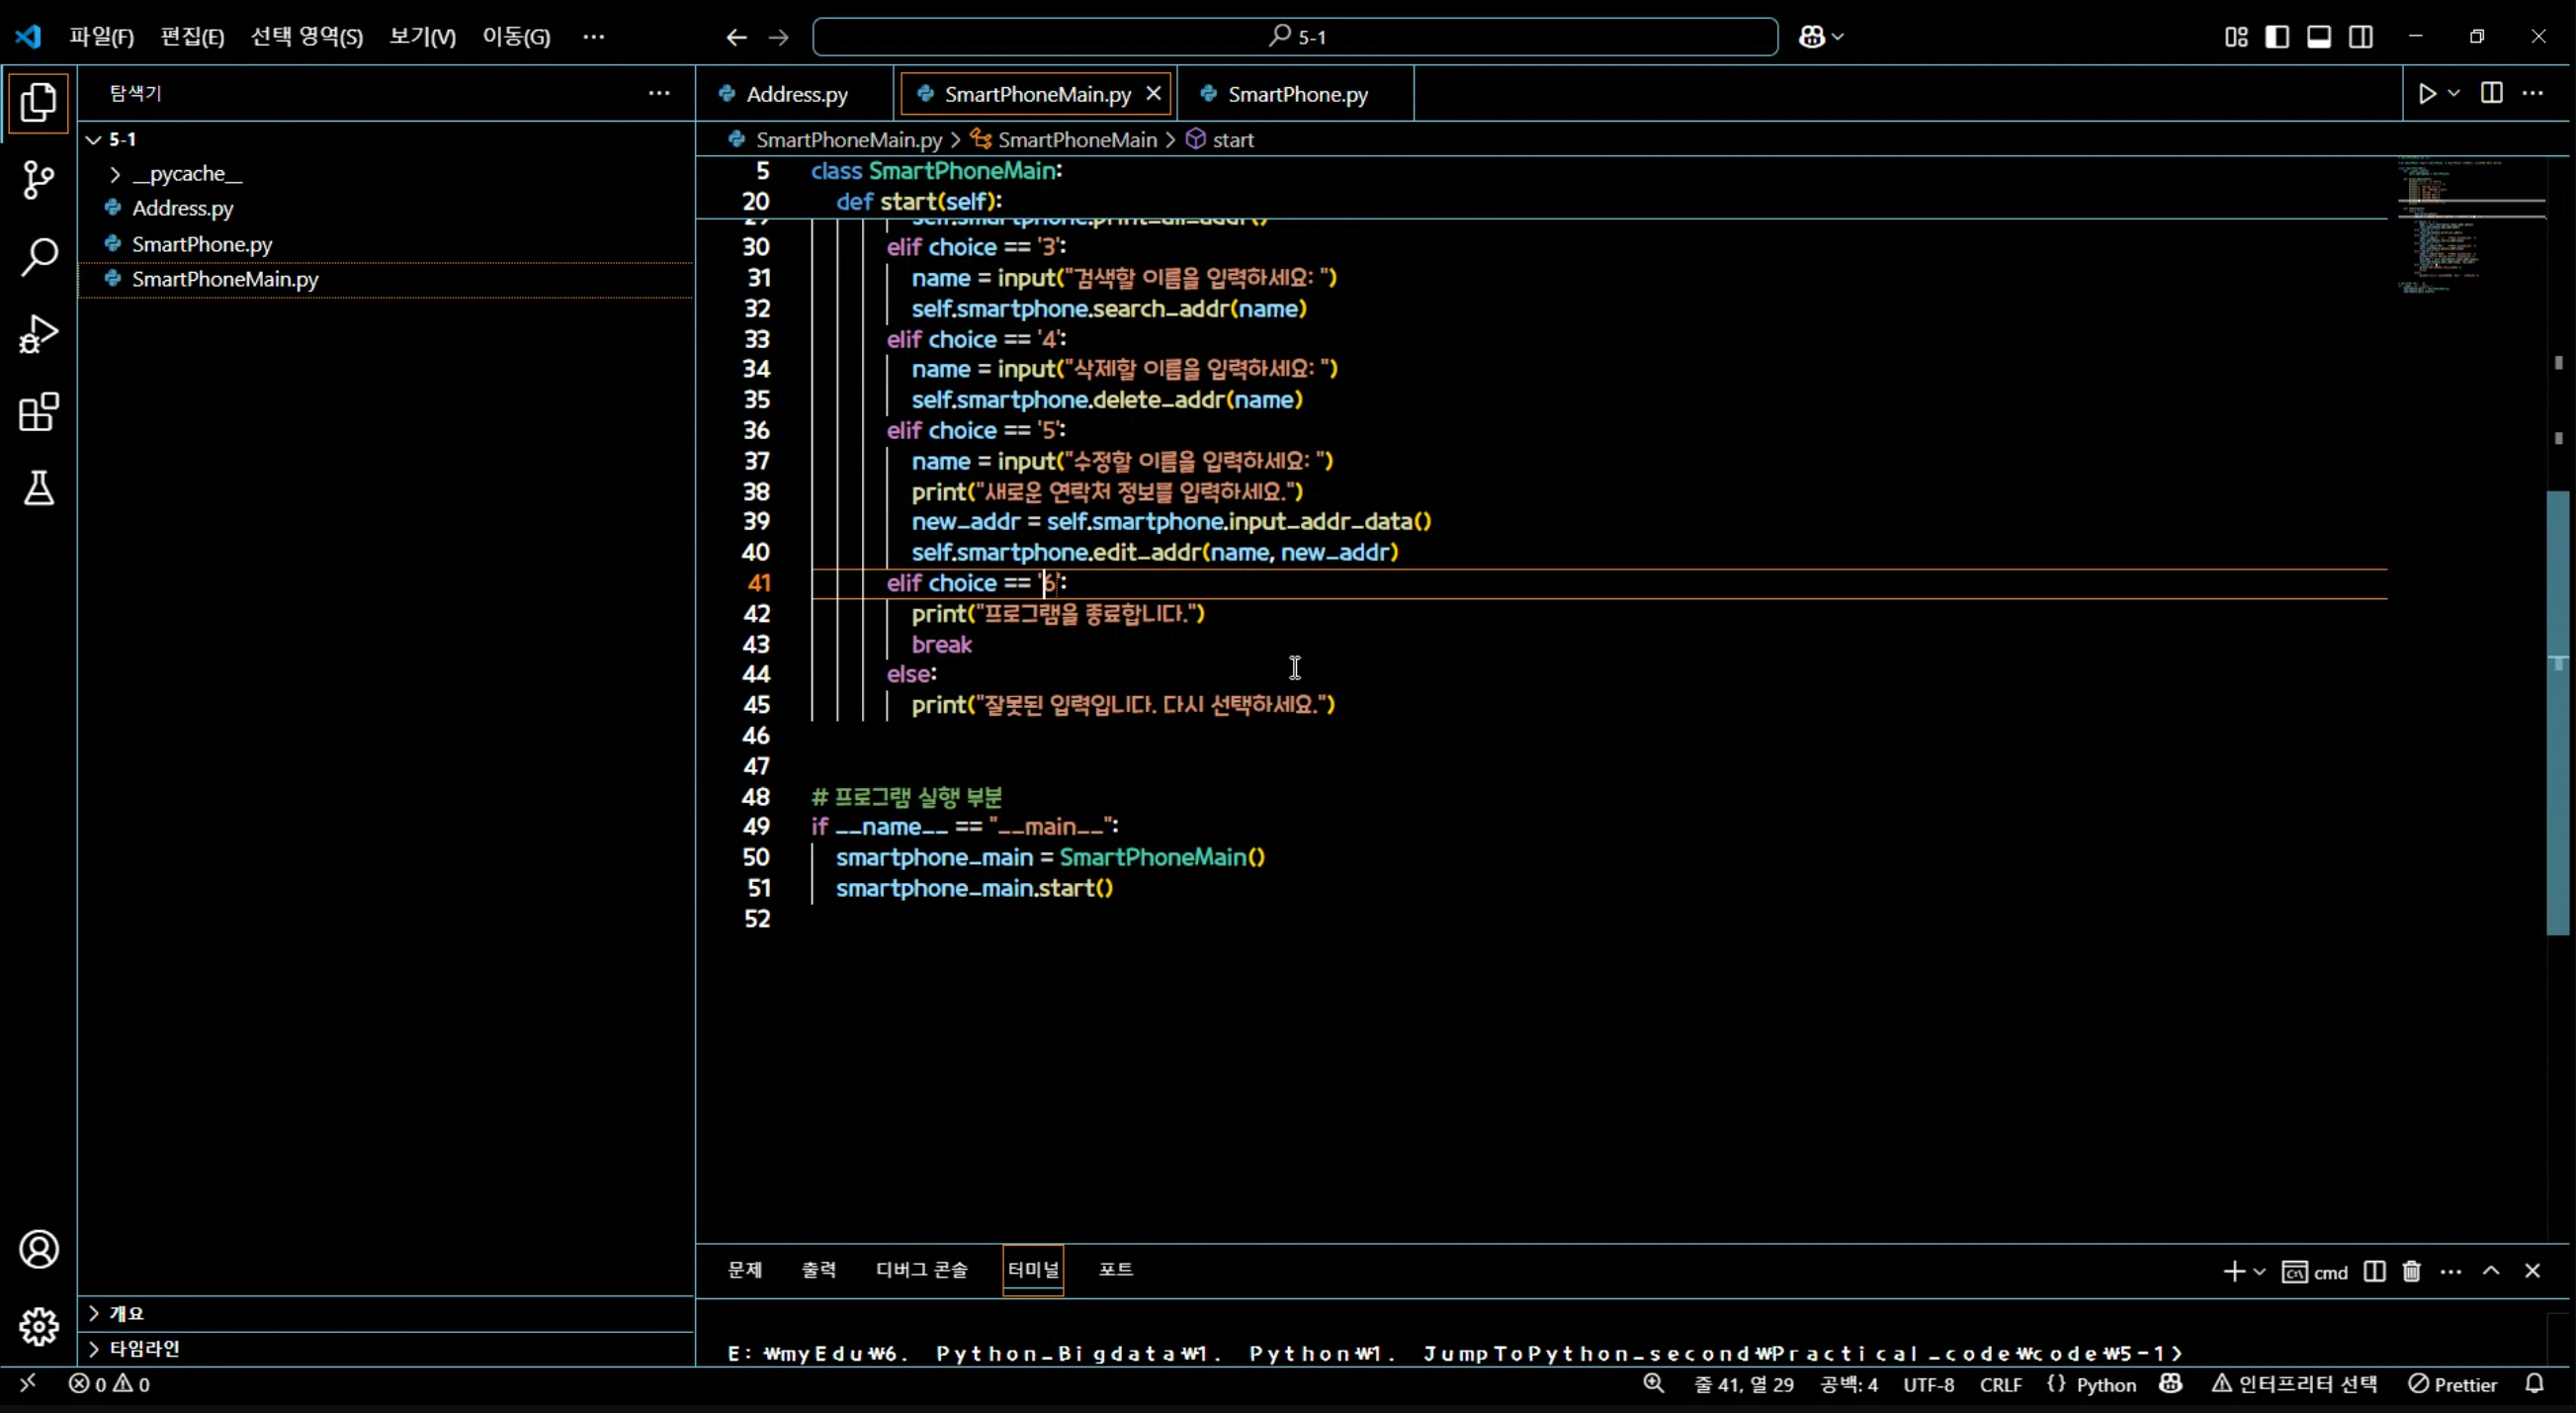 파일(F) 편집(E) 선택 영역(S) 보기(V) 이동(G) ··· 5-1
탐색기 ···
5-1
__pycache__
Address.py
SmartPhone.py
SmartPhoneMain.py
개요
타임라인
Address.py SmartPhoneMain.py SmartPhone.py
SmartPhoneMain.py > SmartPhoneMain > start
5 class SmartPhoneMain:
20 def start(self):
29 self.smartphone.print_all_addr()
30 elif choice == '3':
31 name = input("검색할 이름을 입력하세요: ")
32 self.smartphone.search_addr(name)
33 elif choice == '4':
34 name = input("삭제할 이름을 입력하세요: ")
35 self.smartphone.delete_addr(name)
36 elif choice == '5':
37 name = input("수정할 이름을 입력하세요: ")
38 print("새로운 연락처 정보를 입력하세요.")
39 new_addr = self.smartphone.input_addr_data()
40 self.smartphone.edit_addr(name, new_addr)
41 elif choice == '6':
42 print("프로그램을 종료합니다.")
43 break
44 else:
45 print("잘못된 입력입니다. 다시 선택하세요.")
46
47
48 # 프로그램 실행 부분
49 if __name__ == "__main__":
50 smartphone_main = SmartPhoneMain()
51 smartphone_main.start()
52
문제 출력 디버그 콘솔 터미널 포트 cmd
E:₩myEdu₩6. Python_Bigdata₩1. Python₩1. JumpToPython_second₩Practical_code₩code₩5-1>
0 0 줄 41, 열 29 공백: 4 UTF-8 CRLF {} Python 인터프리터 선택 Prettier